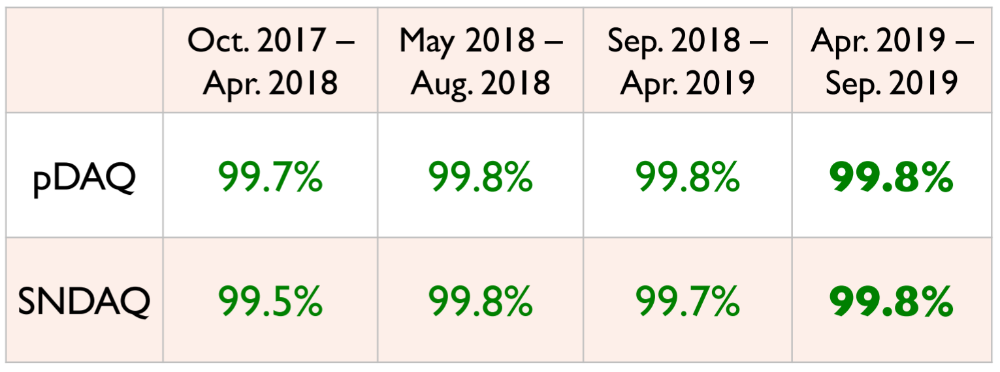 Oct. 2017 – May 2018 – Sep. 2018 – Apr. 2019 –
Apr. 2018 Aug. 2018 Apr. 2019 Sep. 2019
pDAQ 99.7% 99.8% 99.8% 99.8%
SNDAQ 99.5% 99.8% 99.7% 99.8%